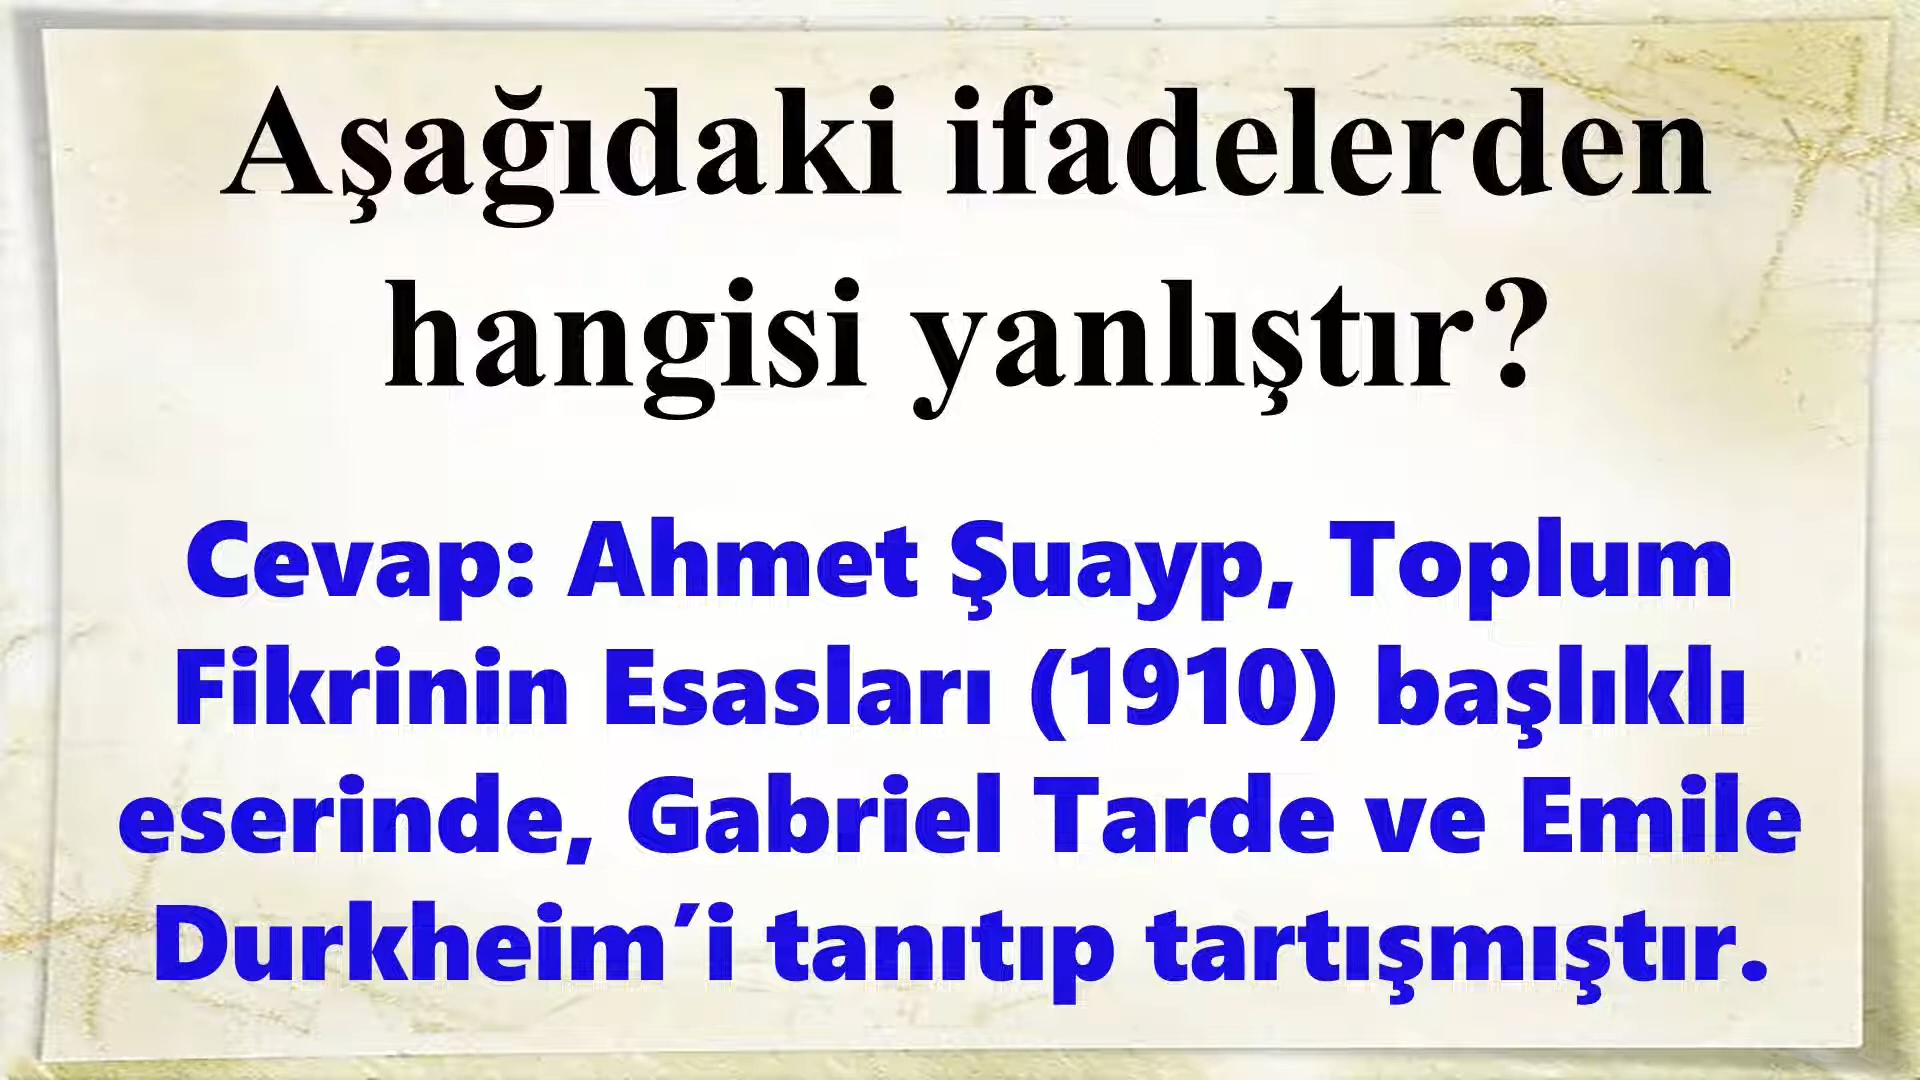 Aşağıdaki ifadelerden
hangisi yanlıştır?
Cevap: Ahmet Şuayp, Toplum
Fikrinin Esasları (1910) başlıklı
eserinde, Gabriel Tarde ve Emile
Durkheim’i tanıtıp tartışmıştır.